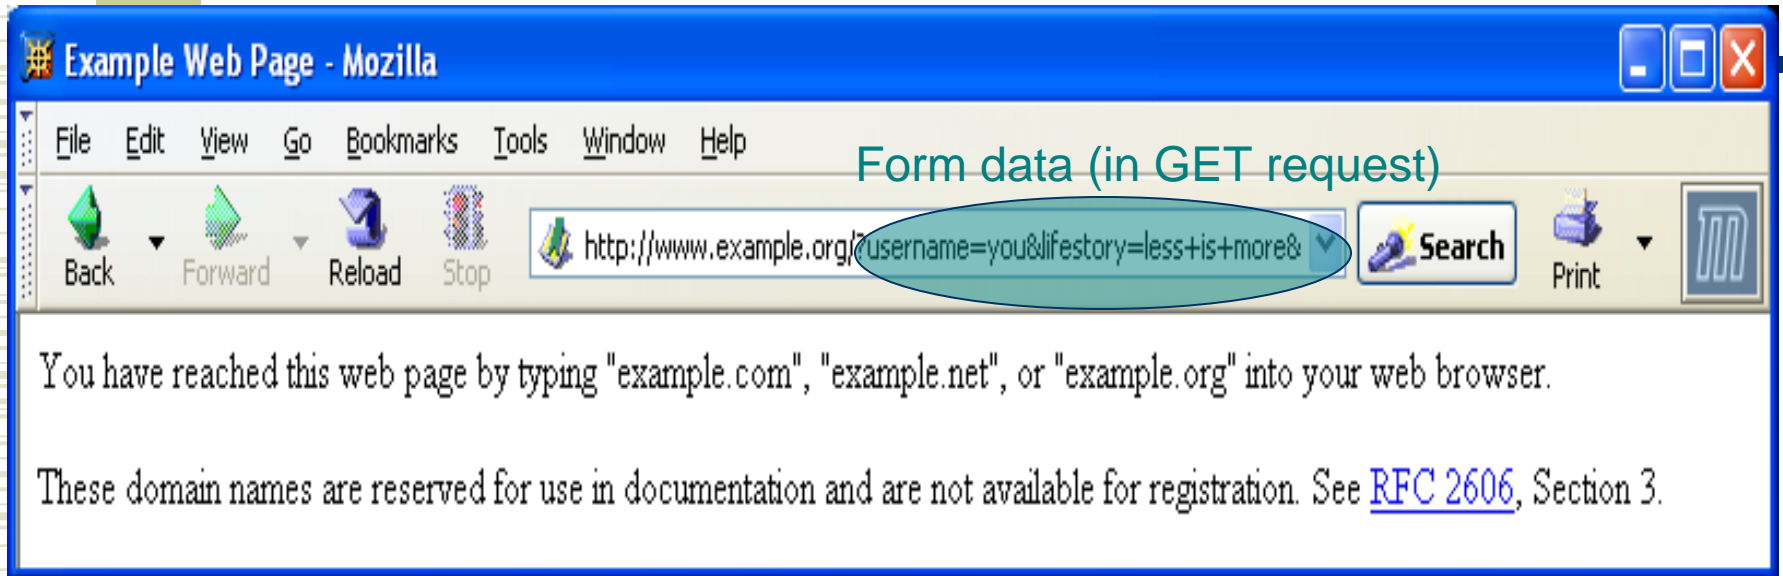 Example Web Page - Mozilla
File Edit View Go Bookmarks Tools Window Help
Form data (in GET request)
Back Forward Reload Stop http://www.example.org/?username=you&lifestory=less+is+more& Search Print m
You have reached this web page by typing "example.com", "example.net", or "example.org" into your web browser.
These domain names are reserved for use in documentation and are not available for registration. See RFC 2606, Section 3.